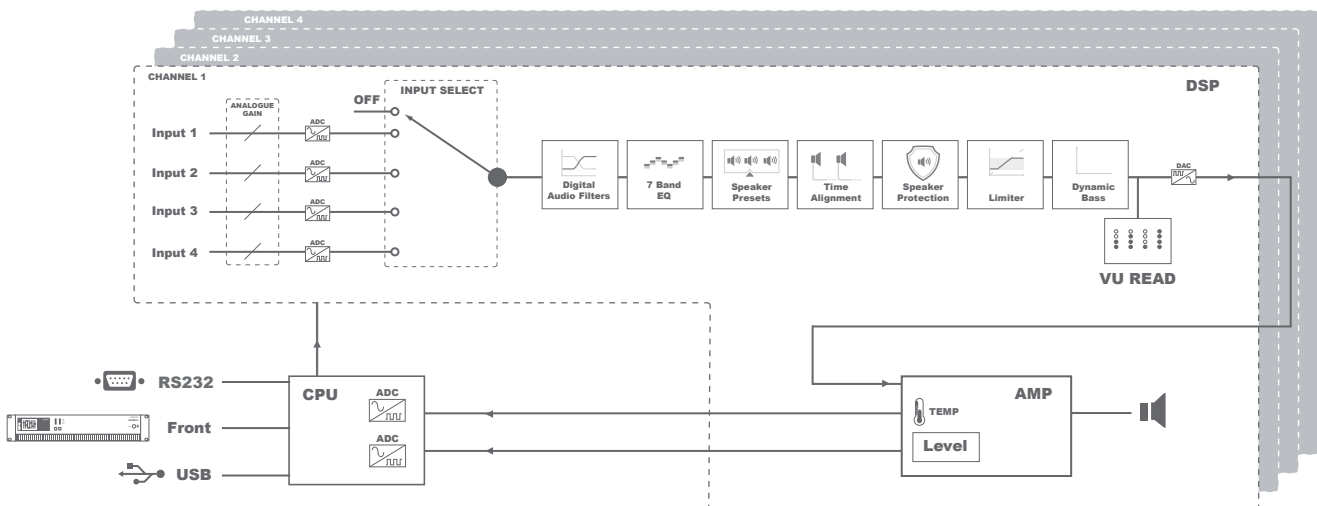 CHANNEL 4
CHANNEL 3
CHANNEL 2
CHANNEL 1
DSP
INPUT SELECT
OFF
ANALOGUE
GAIN
ADC
Input 1
ADC
Input 2
ADC
Input 3
ADC
Input 4
Digital
Audio Filters
7 Band
EQ
Speaker
Presets
Time
Alignment
Speaker
Protection
Limiter
Dynamic
Bass
DAC
VU READ
RS232
Front
USB
CPU
ADC
ADC
AMP
TEMP
Level